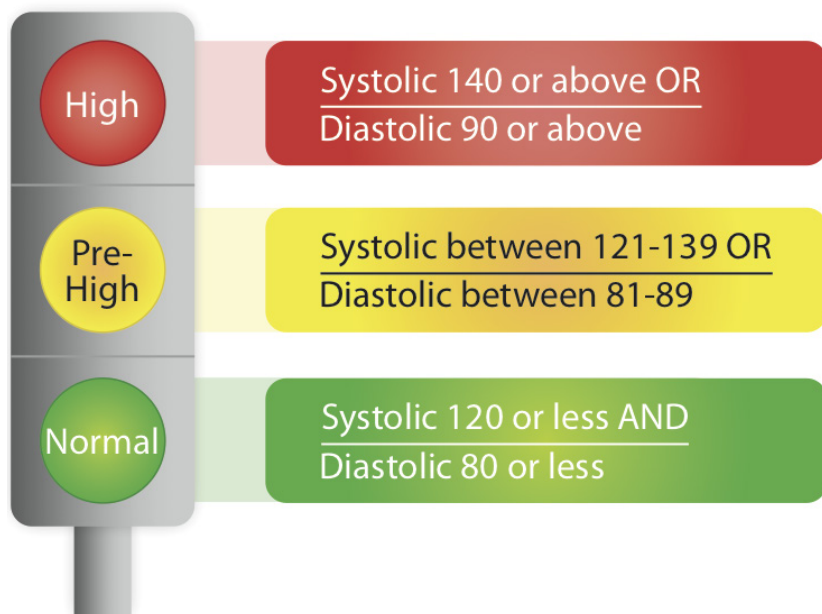 High
Systolic 140 or above OR
Diastolic 90 or above
Pre-
High
Systolic between 121-139 OR
Diastolic between 81-89
Normal
Systolic 120 or less AND
Diastolic 80 or less